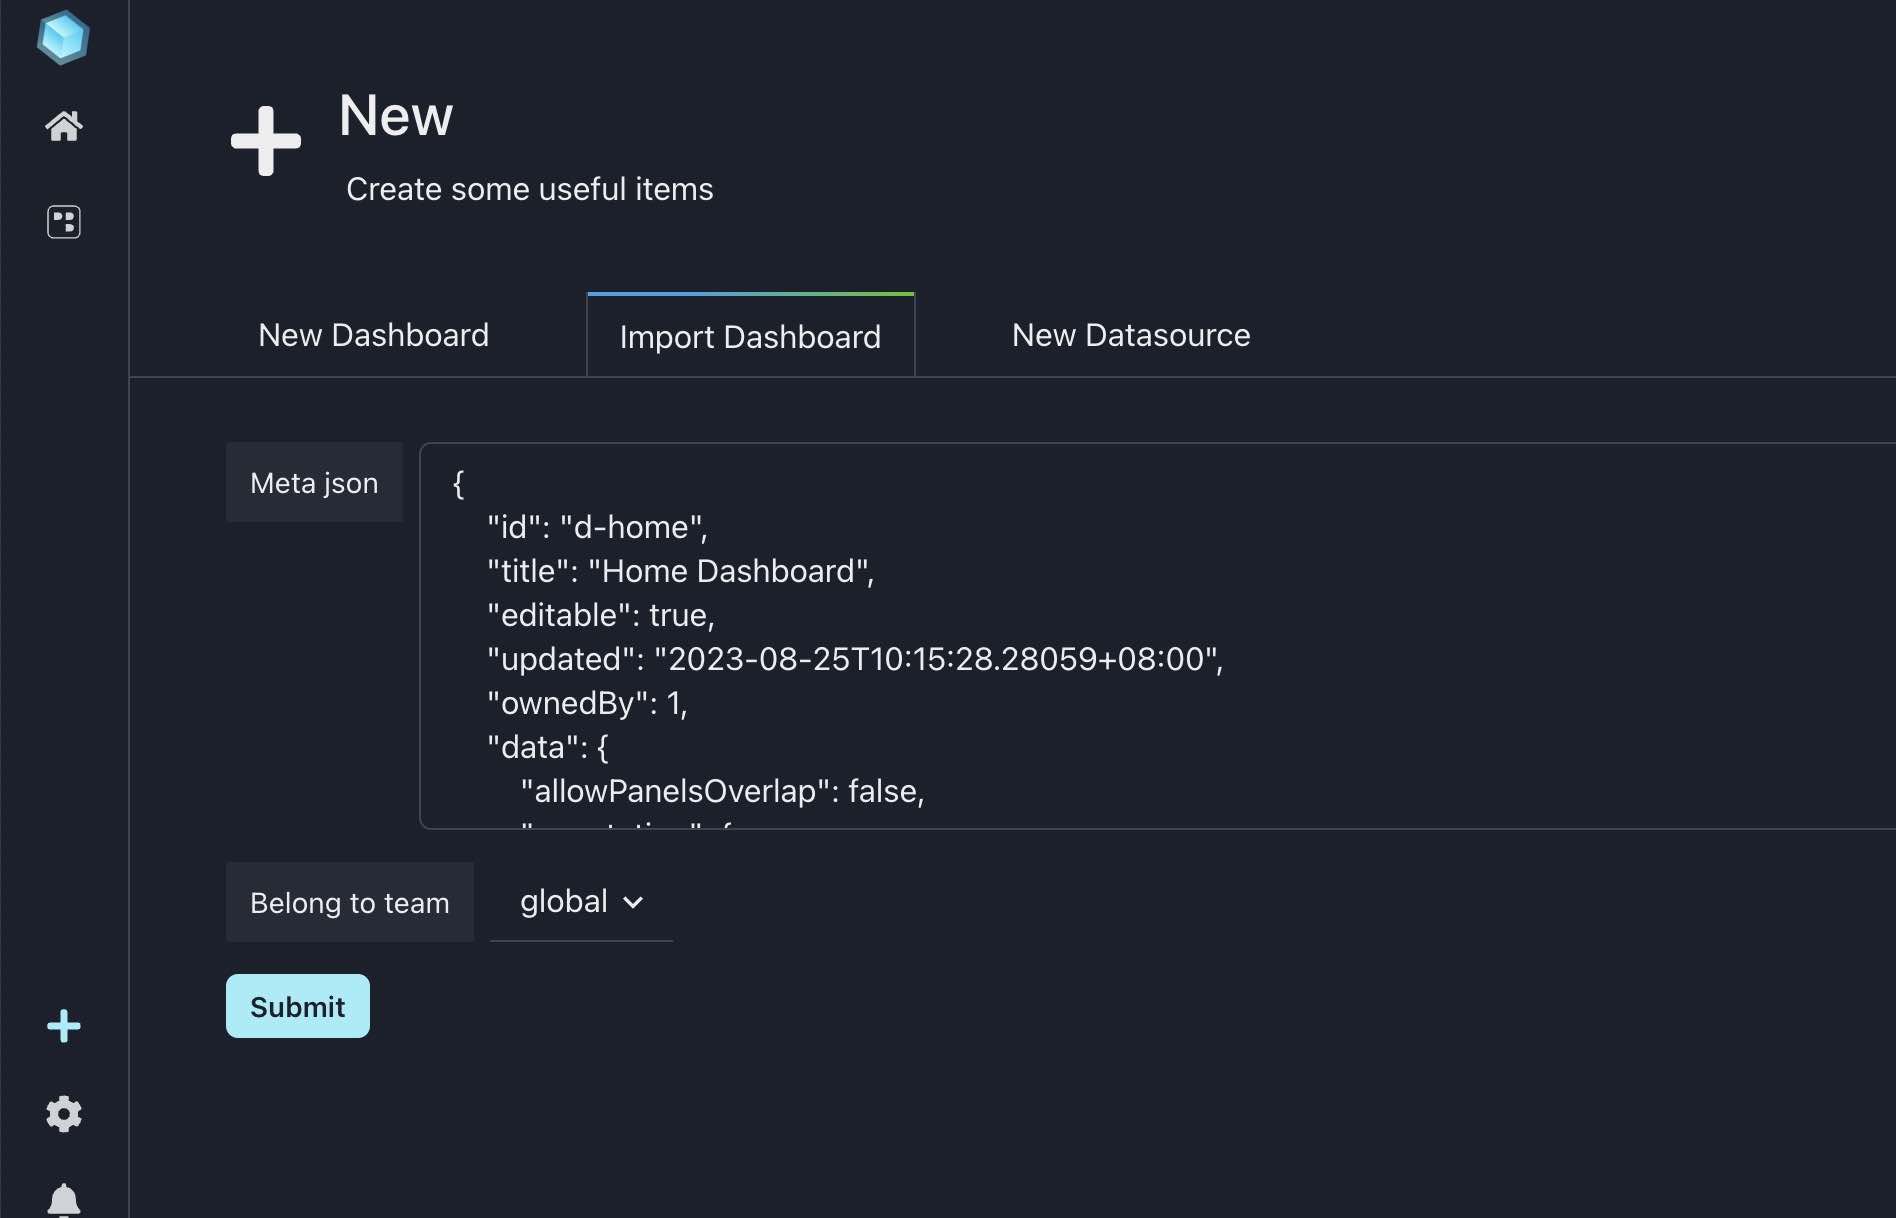 New
Create some useful items
New Dashboard
Import Dashboard
New Datasource
Meta json
{
"id": "d-home",
"title": "Home Dashboard",
"editable": true,
"updated": "2023-08-25T10:15:28.28059+08:00",
"ownedBy": 1,
"data": {
"allowPanelsOverlap": false,
Belong to team
global
Submit